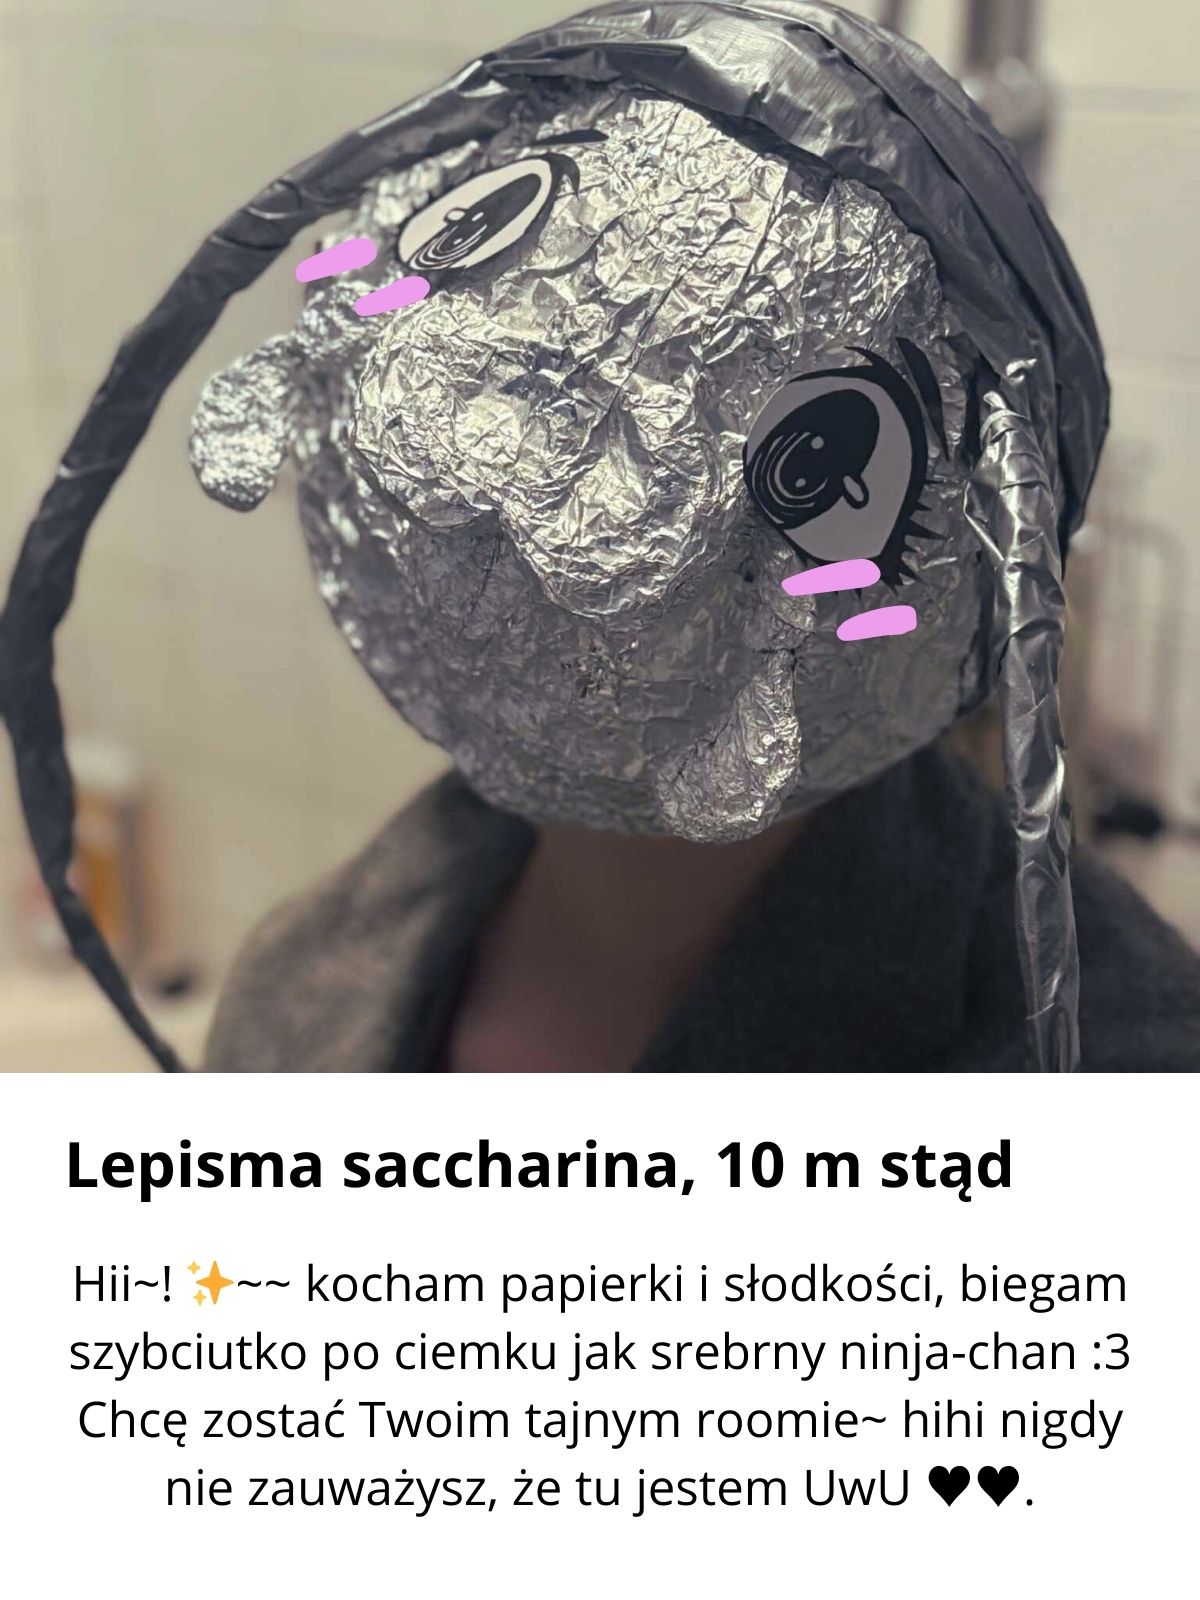 Lepisma saccharina, 10 m stąd
Hii~! ✨~~ kocham papierki i słodkości, biegam
szybciutko po ciemku jak srebrny ninja-chan :3
Chcę zostać Twoim tajnym roomie~ hihi nigdy
nie zauważysz, że tu jestem UwU ♥♥.